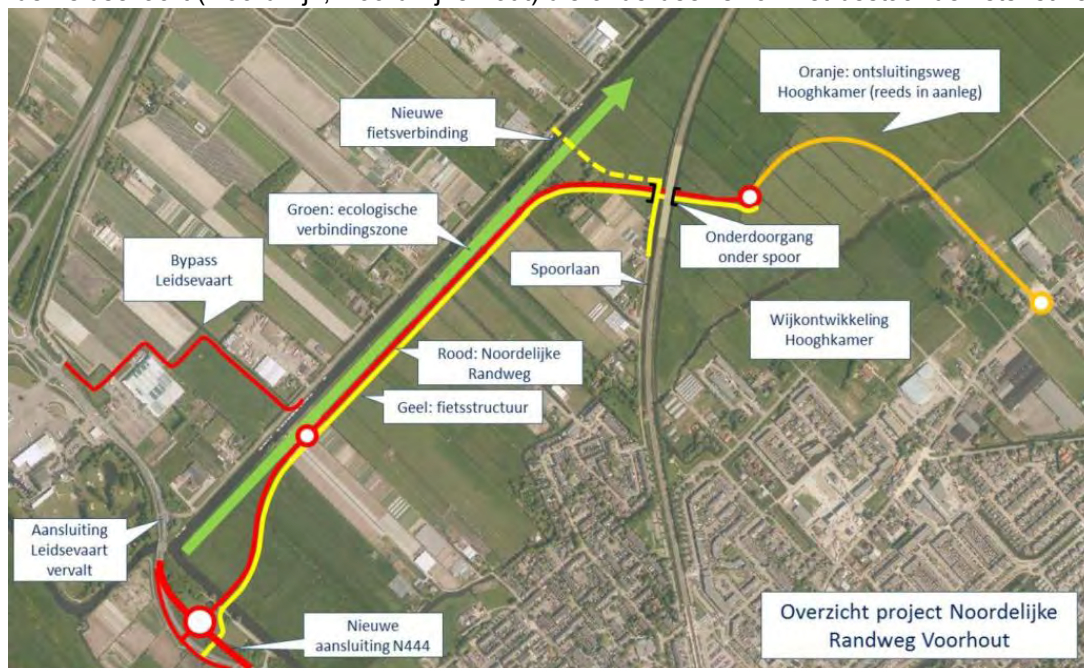 Oranje: ontsluitingsweg
Hooghkamer (reeds in aanleg)
Nieuwe
fietsverbinding
Groen: ecologische
verbindingszone
Onderdoorgang
onder spoor
Bypass
Leidsevaart
Spoorlaan
Wijkontwikkeling
Hooghkamer
Rood: Noordelijke
Randweg
Geel: fietsstructuur
Aansluiting
Leidsevaart
vervalt
Nieuwe
aansluiting N444
Overzicht project Noordelijke
Randweg Voorhout